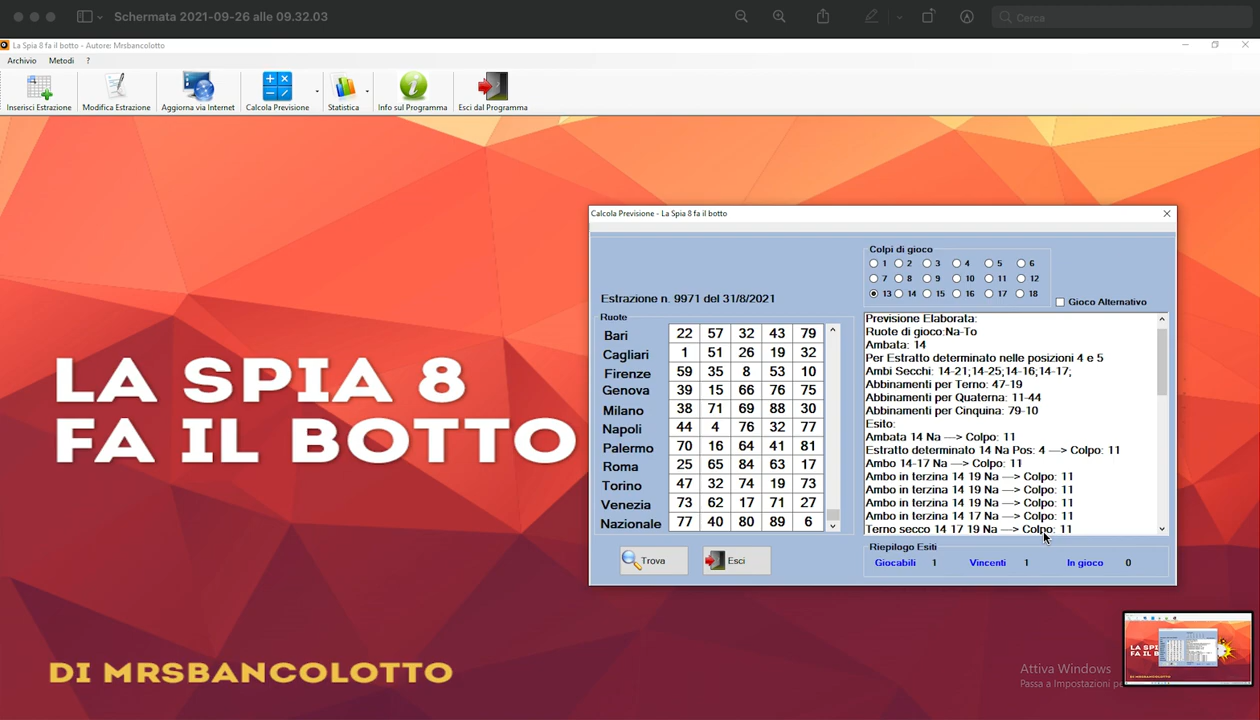 Schermata 2021-09-26 alle 09.32.03
Cerca
La Spia 8 fa il botto - Autore: Mrsbancolotto
Archivio Metodi ?
Inserisci Estrazione Modifica Estrazione Aggiorna via Internet Calcola Previsione Statistica Info sul Programma Esci dal Programma
LA SPIA 8
FA IL BOTTO
DI MRSBANCOLOTTO
Calcola Previsione - La Spia 8 fa il botto
Colpi di gioco
1 2 3 4 5 6
7 8 9 10 11 12
13 14 15 16 17 18
Gioco Alternativo
Estrazione n. 9971 del 31/8/2021
Ruote
Bari 22 57 32 43 79
Cagliari 1 51 26 19 32
Firenze 59 35 8 53 10
Genova 39 15 66 76 75
Milano 38 71 69 88 30
Napoli 44 4 76 32 77
Palermo 70 16 64 41 81
Roma 25 65 84 63 17
Torino 47 32 74 19 73
Venezia 73 62 17 71 27
Nazionale 77 40 80 89 6
Previsione Elaborata:
Ruote di gioco:Na-To
Ambata: 14
Per Estratto determinato nelle posizioni 4 e 5
Ambi Secchi: 14-21;14-25;14-16;14-17;
Abbinamenti per Terno: 47-19
Abbinamenti per Quaterna: 11-44
Abbinamenti per Cinquina: 79-10
Esito:
Ambata 14 Na ---> Colpo: 11
Estratto determinato 14 Na Pos: 4 ---> Colpo: 11
Ambo 14-17 Na ---> Colpo: 11
Ambo in terzina 14 19 Na ---> Colpo: 11
Ambo in terzina 14 19 Na ---> Colpo: 11
Ambo in terzina 14 19 Na ---> Colpo: 11
Ambo in terzina 14 17 Na ---> Colpo: 11
Terno secco 14 17 19 Na ---> Colpo: 11
Trova Esci
Riepilogo Esiti
Giocabili 1 Vincenti 1 In gioco 0
Attiva Windows
Passa a Impostazioni